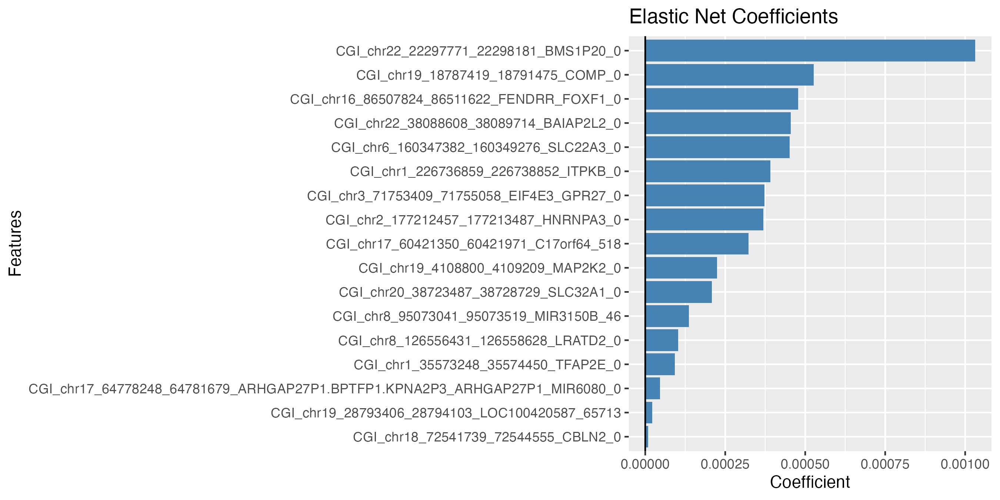 Elastic Net Coefficients
CGI_chr22_22297771_22298181_BMS1P20_0
CGI_chr19_18787419_18791475_COMP_0
CGI_chr16_86507824_86511622_FENDRR_FOXF1_0
CGI_chr22_38088608_38089714_BAIAP2L2_0
CGI_chr6_160347382_160349276_SLC22A3_0
CGI_chr1_226736859_226738852_ITPKB_0
CGI_chr3_71753409_71755058_EIF4E3_GPR27_0
CGI_chr2_177212457_177213487_HNRNPA3_0
CGI_chr17_60421350_60421971_C17orf64_518
CGI_chr19_4108800_4109209_MAP2K2_0
CGI_chr20_38723487_38728729_SLC32A1_0
CGI_chr8_95073041_95073519_MIR3150B_46
CGI_chr8_126556431_126558628_LRATD2_0
CGI_chr1_35573248_35574450_TFAP2E_0
CGI_chr17_64778248_64781679_ARHGAP27P1.BPTFP1.KPNA2P3_ARHGAP27P1_MIR6080_0
CGI_chr19_28793406_28794103_LOC100420587_65713
CGI_chr18_72541739_72544555_CBLN2_0
Features
0.00000 0.00025 0.00050 0.00075 0.00100
Coefficient